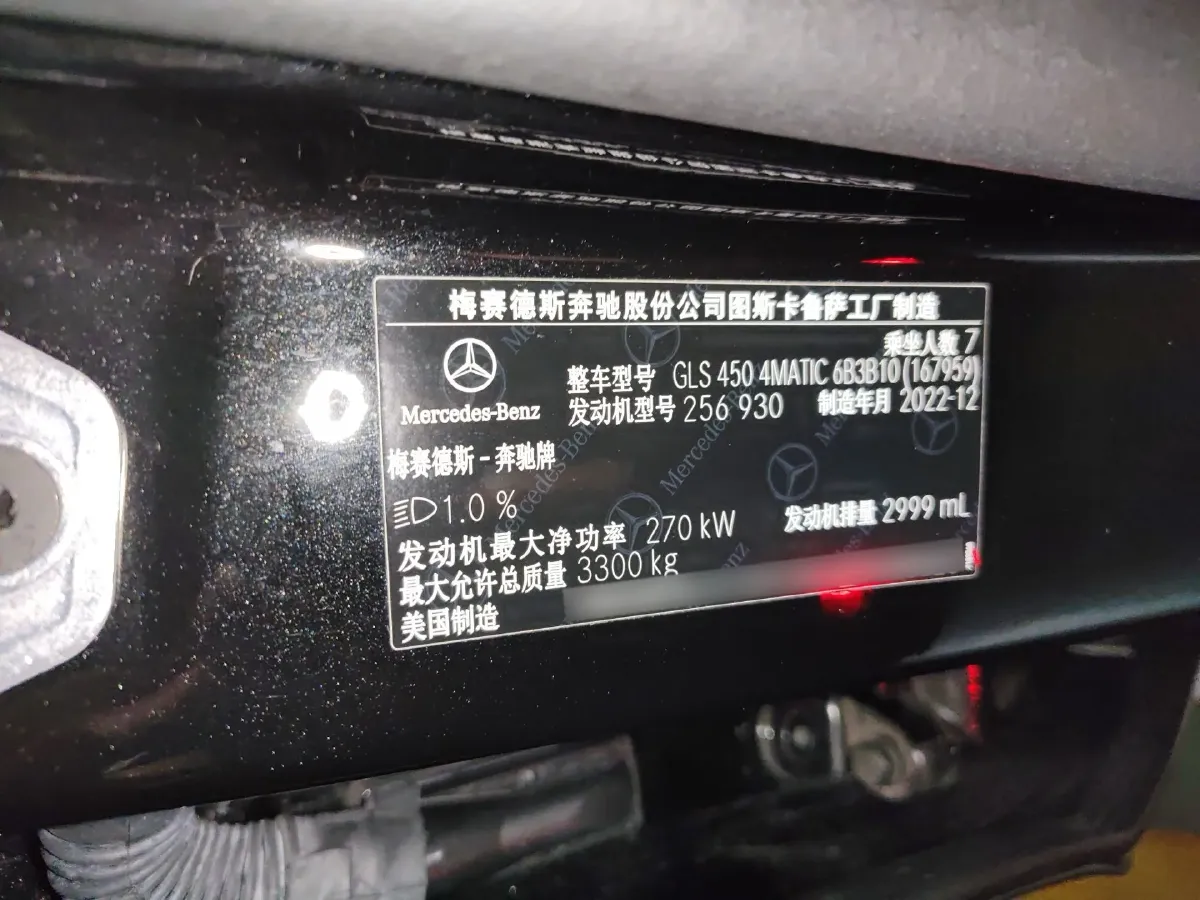 梅赛德斯奔驰股份公司图斯卡鲁萨工厂制造
乘坐人数 7
整车型号 GLS 450 4MATIC 6B3B10 (167959)
Mercedes-Benz
发动机型号 256 930 制造年月 2022-12
梅赛德斯-奔驰牌
1.0 %
发动机最大净功率 270 kW 发动机排量 2999 mL
最大允许总质量 3300 kg
美国制造